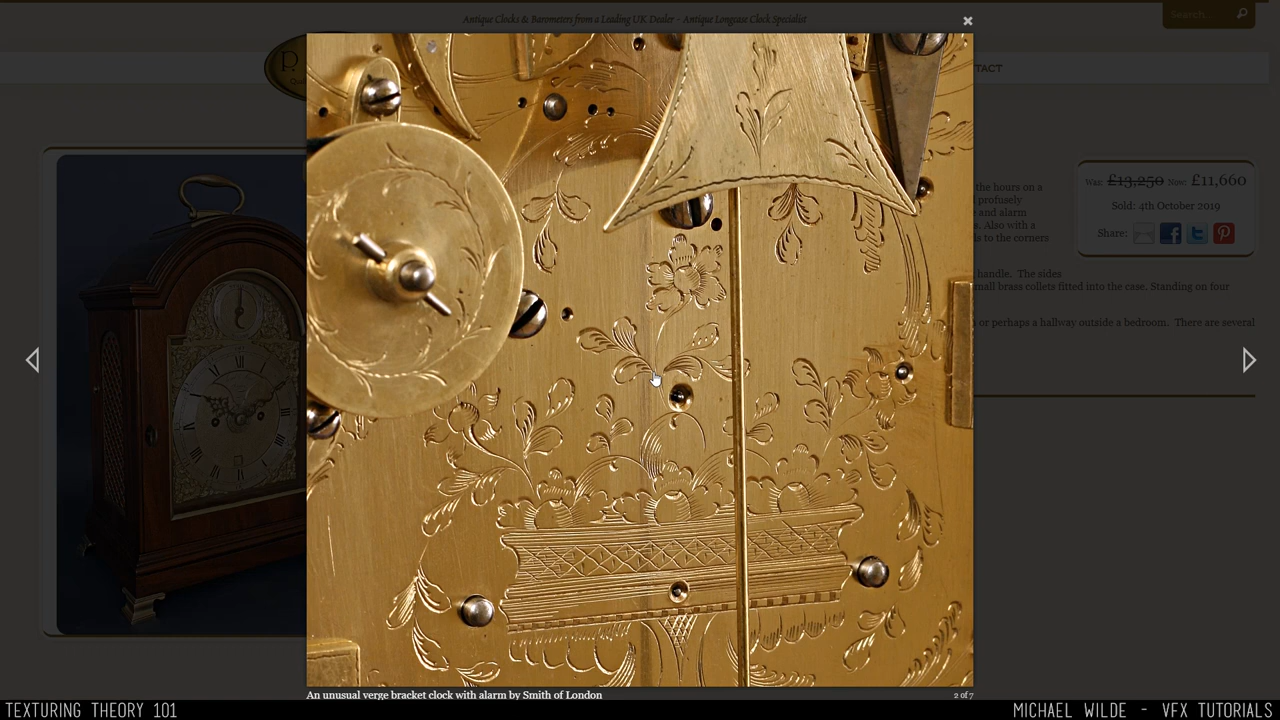 Antique Clocks & Barometers from a Leading UK Dealer - Antique Longcase Clock Specialist
Search...
P.
TACT
the hours on a
profusely
and alarm
s. Also with a
ls to the corners
Was: £13,250 Now: £11,660
Sold: 4th October 2019
Share:
handle. The sides
small brass collets fitted into the case. Standing on four
or perhaps a hallway outside a bedroom. There are several
An unusual verge bracket clock with alarm by Smith of London
2 of 7
TEXTURING THEORY 101
MICHAEL WILDE - VFX TUTORIALS